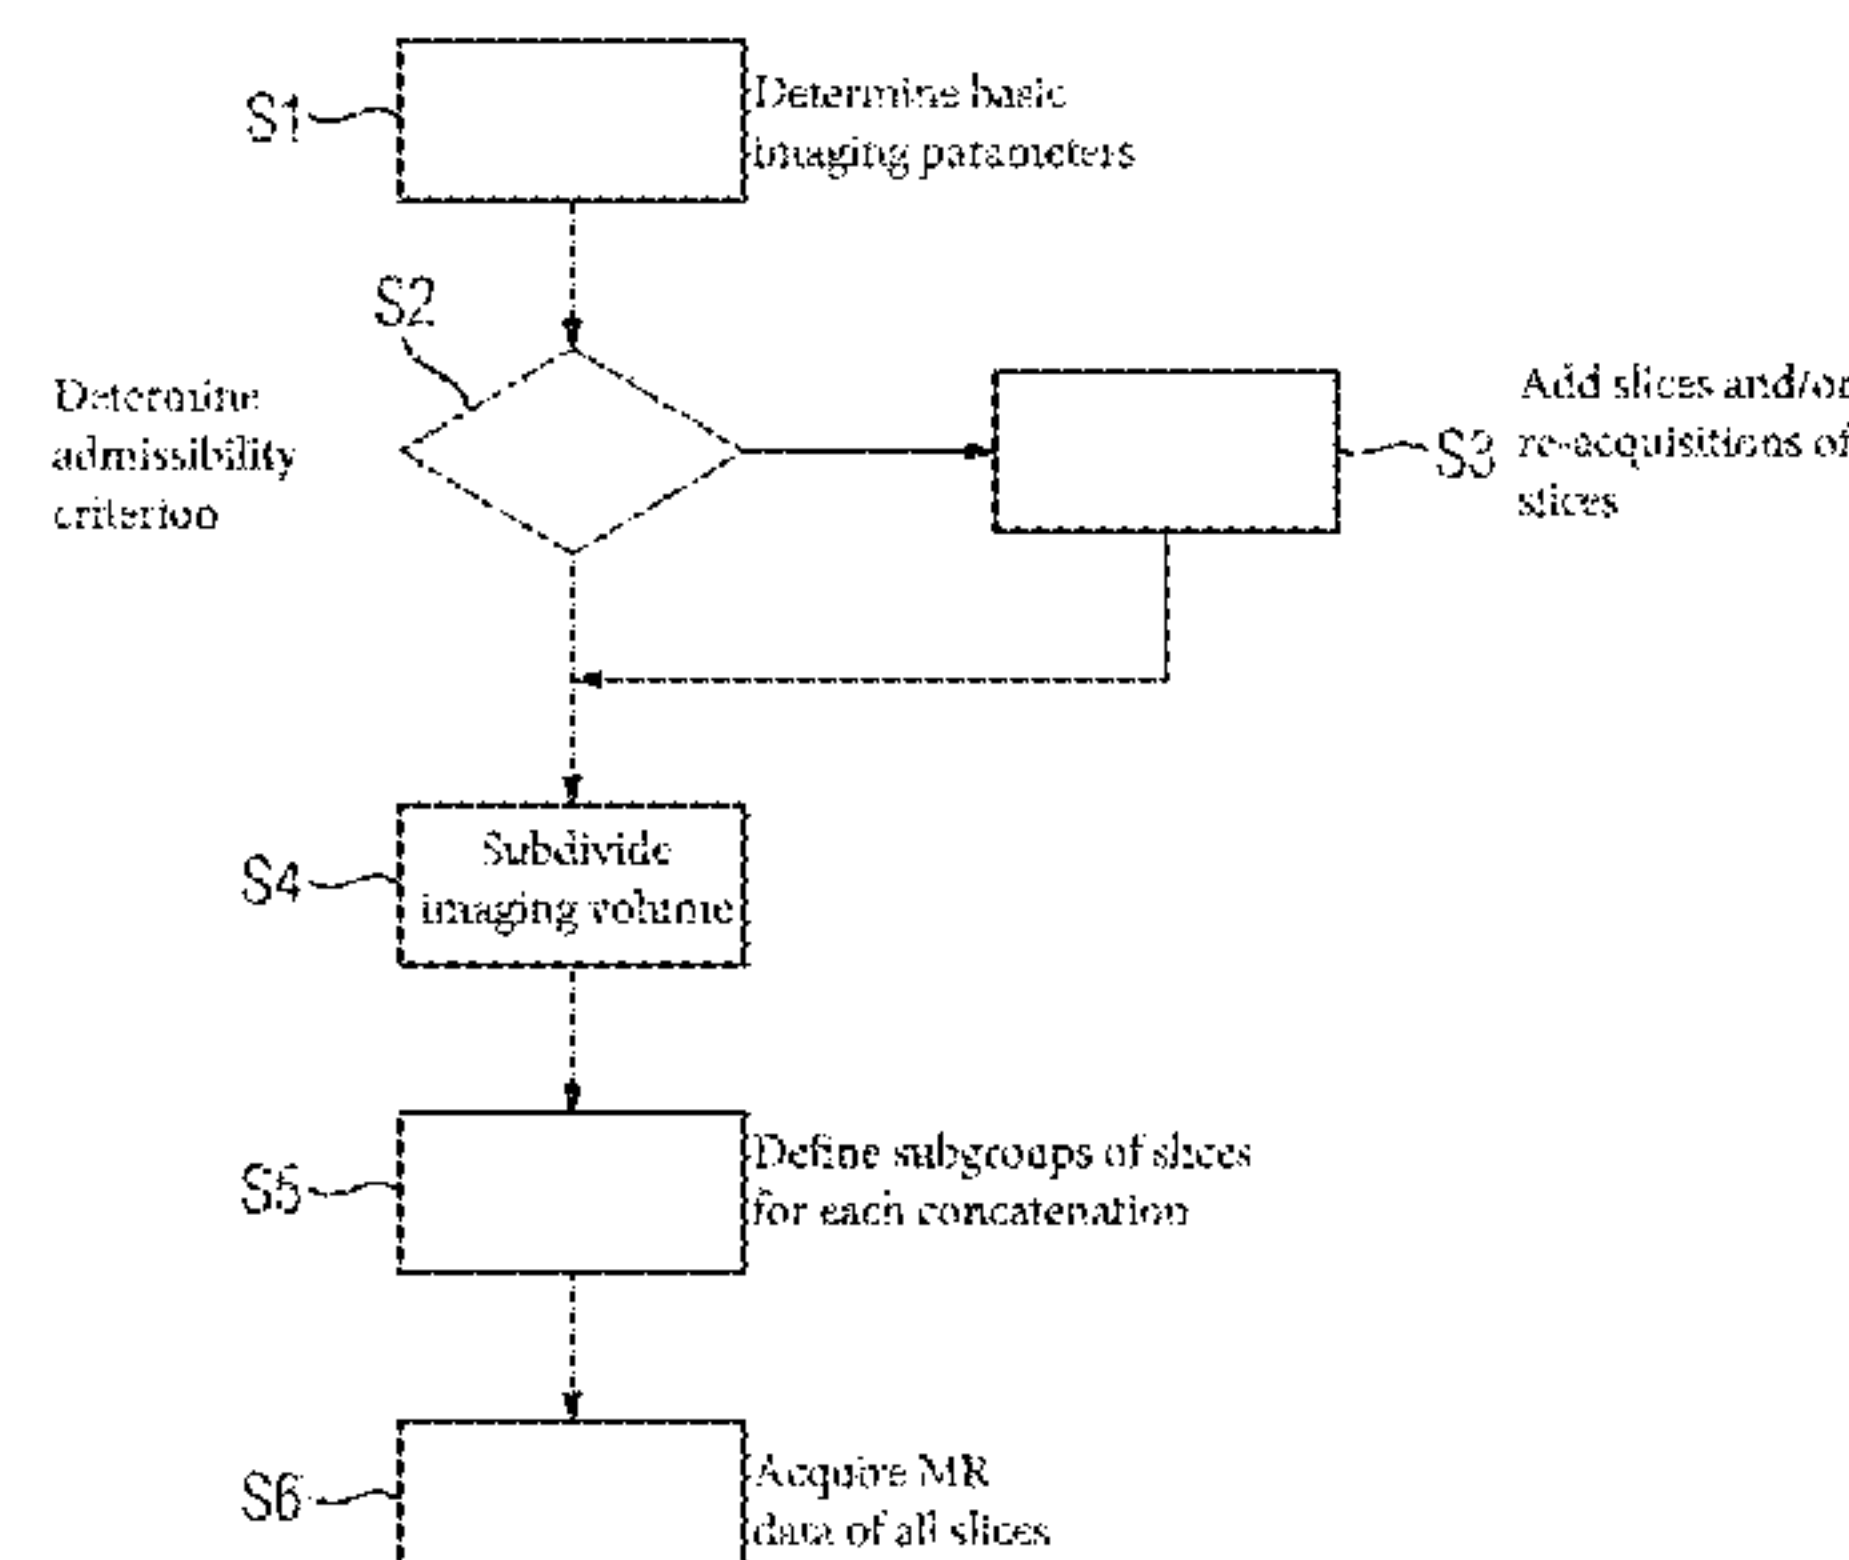 S1
Determine basic
imaging parameters
S2
Determine
admissibility
criterion
S3
Add slices and/or
re-acquisitions of
slices
S4
Subdivide
imaging volume
S5
Define subgroups of slices
for each concatenation
S6
Acquire MR
data of all slices